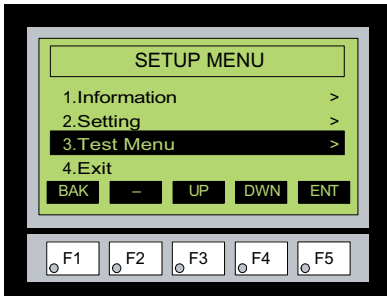 SETUP MENU
1.Information >
2.Setting >
3.Test Menu >
4.Exit
BAK – UP DWN ENT
F1 F2 F3 F4 F5